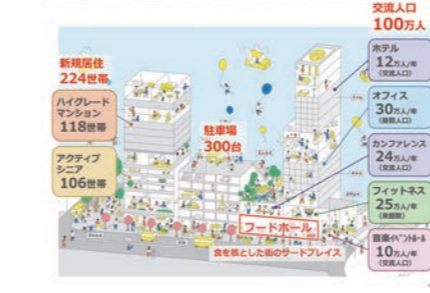 交流人口
100万人
新規居住
224世帯
ハイグレード
マンション
118世帯
アクティブ
シニア
106世帯
駐車場
300台
ホテル
12万人/年
(交流人口)
オフィス
30万人/年
カンファレンス
24万人/年
(交流人口)
フィットネス
25万人/年
音楽イベントホール
10万人/年
(交流人口)
フードホール
食を核とした街のサードプレイス